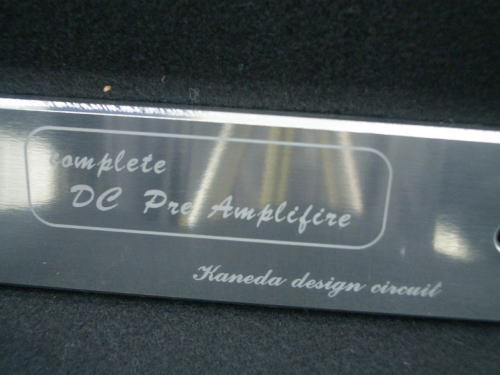 complete
DC Pre Amplifire
Kaneda design circuit